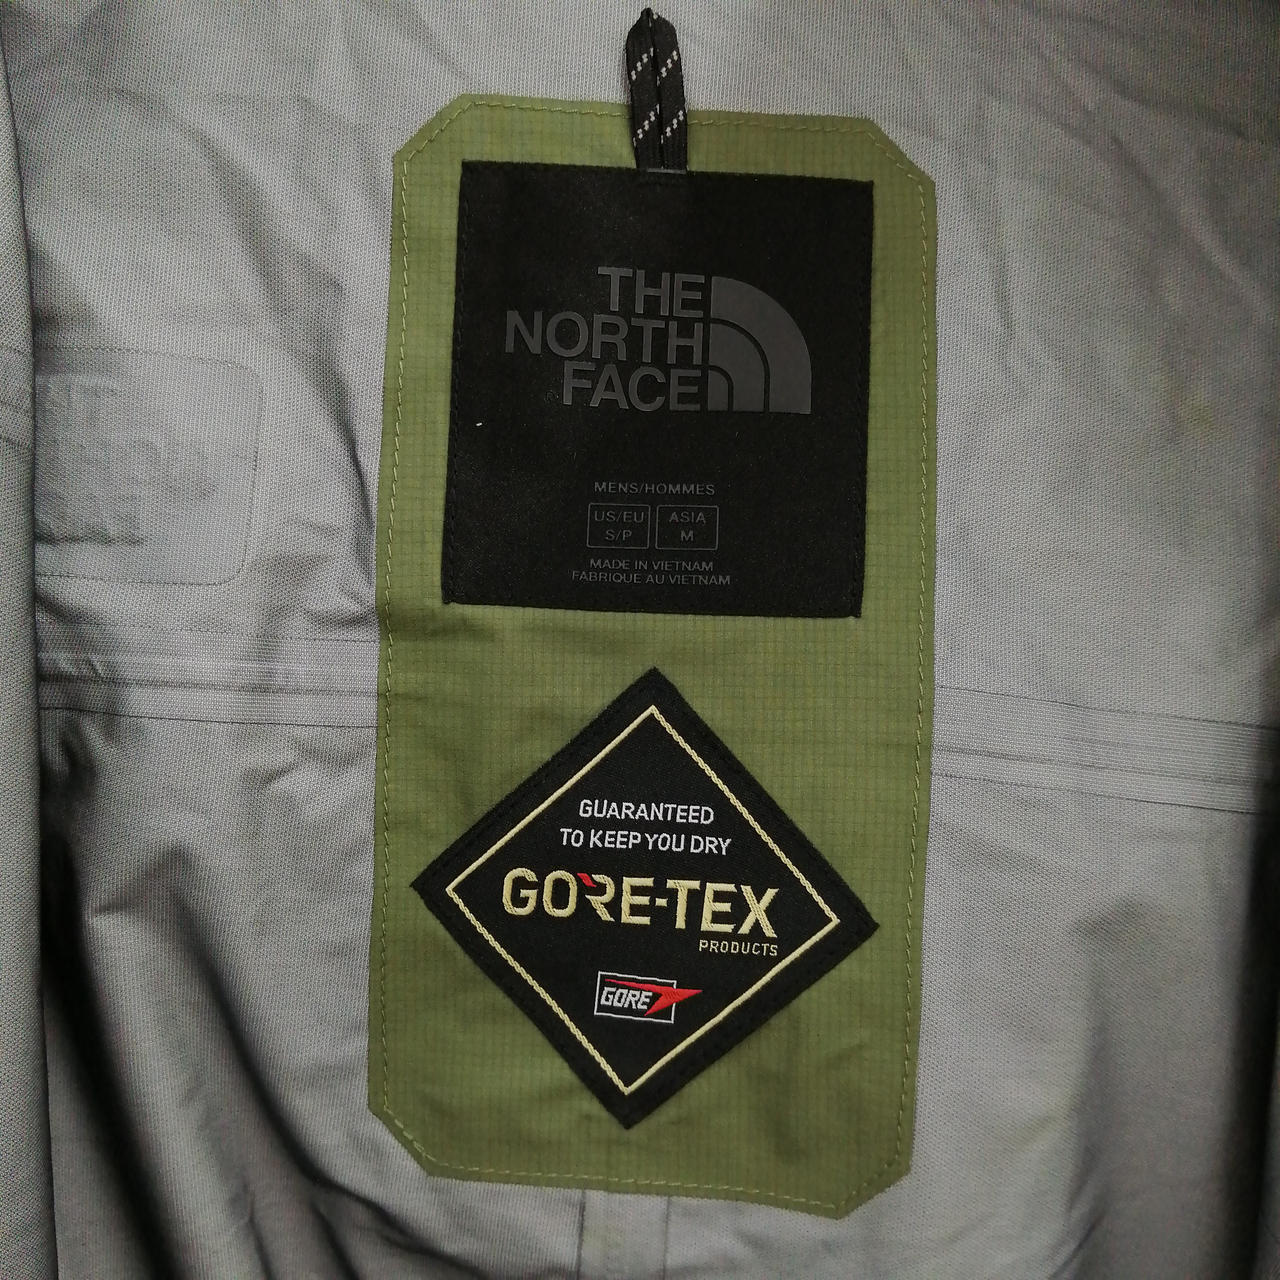 THE
NORTH
FACE
MENS/HOMMES
US/EU
S/P
ASIA
M
MADE IN VIETNAM
FABRIQUE AU VIETNAM
GUARANTEED
TO KEEP YOU DRY
GORE-TEX
PRODUCTS
GORE